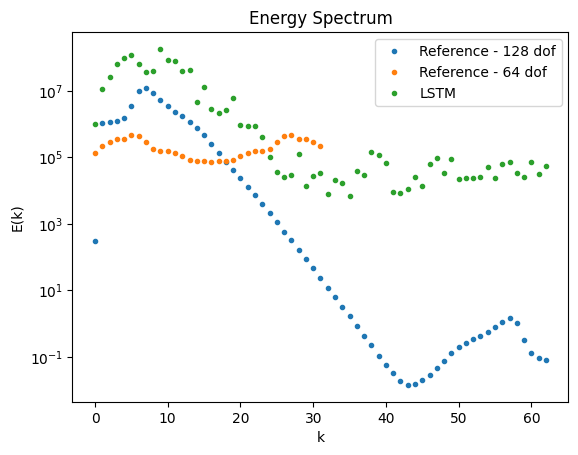 Energy Spectrum
Reference - 128 dof
Reference - 64 dof
LSTM
E(k)
10^7
10^5
10^3
10^1
10^−1
0 10 20 30 40 50 60
k